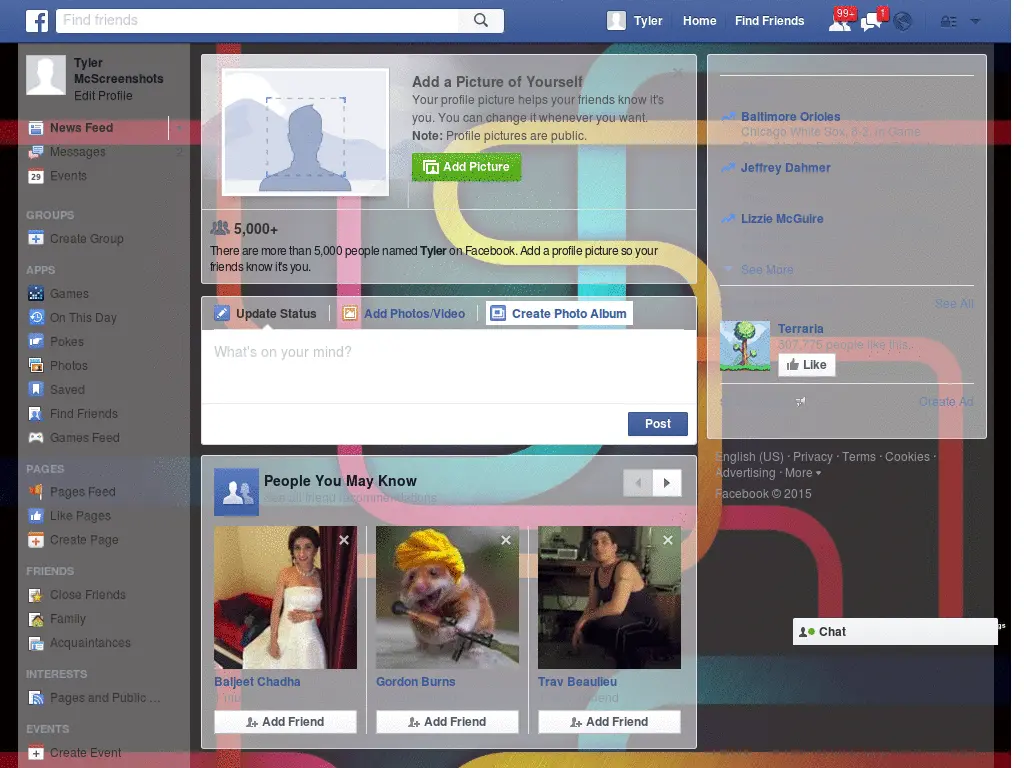 f
Find friends
Tyler
Home
Find Friends
99+
1
Tyler
McScreenshots
Edit Profile
News Feed
Messages
2
29
Events
GROUPS
Create Group
APPS
Games
On This Day
Pokes
Photos
Saved
Find Friends
Games Feed
PAGES
Pages Feed
Like Pages
Create Page
FRIENDS
Close Friends
Family
Acquaintances
INTERESTS
Pages and Public ...
EVENTS
Create Event
Add a Picture of Yourself
Your profile picture helps your friends know it's
you. You can change it whenever you want.
Note: Profile pictures are public.
Add Picture
5,000+
There are more than 5,000 people named Tyler on Facebook. Add a profile picture so your
friends know it's you.
Update Status
Add Photos/Video
Create Photo Album
What's on your mind?
Post
People You May Know
See all friend recommendations
Baljeet Chadha
Gordon Burns
Trav Beaulieu
Add Friend
Add Friend
Add Friend
Baltimore Orioles
Chicago White Sox, 8-2, in Game
Jeffrey Dahmer
Lizzie McGuire
See More
See All
Terraria
people like this.
Like
Create Ad
English (US) · Privacy · Terms · Cookies ·
Advertising · More
Facebook © 2015
Chat